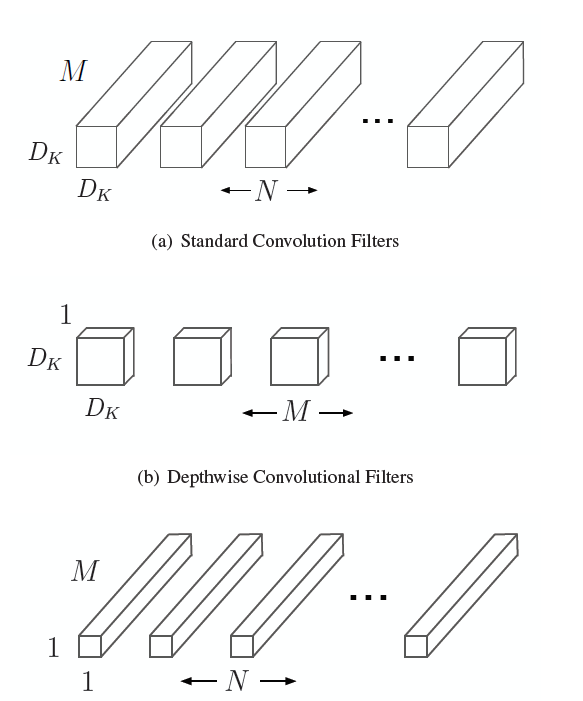 M
D_K
D_K
N
(a) Standard Convolution Filters
1
D_K
D_K
M
(b) Depthwise Convolutional Filters
M
1
1
N